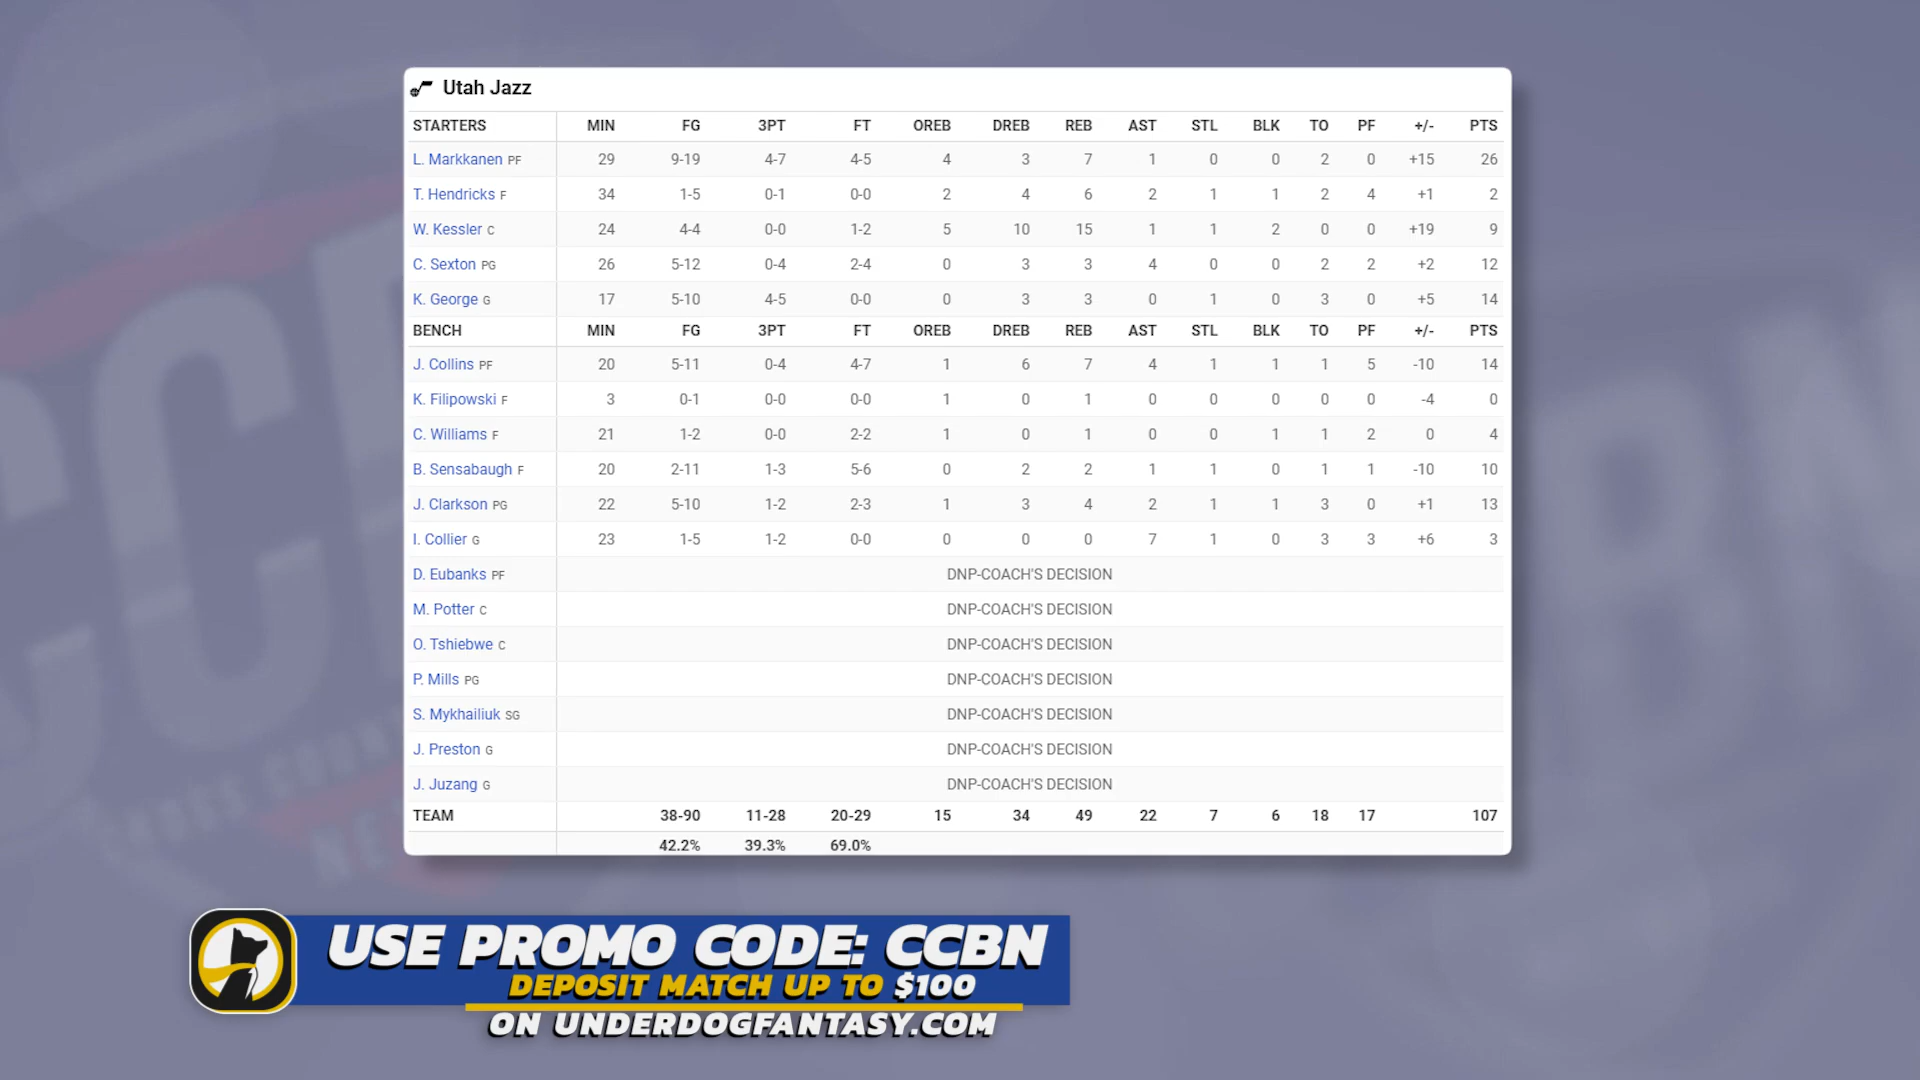 Utah Jazz
STARTERS MIN FG 3PT FT OREB DREB REB AST STL BLK TO PF +/- PTS
L. Markkanen PF 29 9-19 4-7 4-5 4 3 7 1 0 0 2 0 +15 26
T. Hendricks F 34 1-5 0-1 0-0 2 4 6 2 1 1 2 4 +1 2
W. Kessler C 24 4-4 0-0 1-2 5 10 15 1 1 2 0 0 +19 9
C. Sexton PG 26 5-12 0-4 2-4 0 3 3 4 0 0 2 2 +2 12
K. George G 17 5-10 4-5 0-0 0 3 3 0 1 0 3 0 +5 14
BENCH MIN FG 3PT FT OREB DREB REB AST STL BLK TO PF +/- PTS
J. Collins PF 20 5-11 0-4 4-7 1 6 7 4 1 1 1 5 -10 14
K. Filipowski F 3 0-1 0-0 0-0 1 0 1 0 0 0 0 0 -4 0
C. Williams F 21 1-2 0-0 2-2 1 0 1 0 0 1 1 2 0 4
B. Sensabaugh F 20 2-11 1-3 5-6 0 2 2 1 1 0 1 1 -10 10
J. Clarkson PG 22 5-10 1-2 2-3 1 3 4 2 1 1 3 0 +1 13
I. Collier G 23 1-5 1-2 0-0 0 0 0 7 1 0 3 3 +6 3
D. Eubanks PF DNP-COACH'S DECISION
M. Potter C DNP-COACH'S DECISION
O. Tshiebwe C DNP-COACH'S DECISION
P. Mills PG DNP-COACH'S DECISION
S. Mykhailiuk SG DNP-COACH'S DECISION
J. Preston G DNP-COACH'S DECISION
J. Juzang G DNP-COACH'S DECISION
TEAM 38-90 11-28 20-29 15 34 49 22 7 6 18 17 107
42.2% 39.3% 69.0%
USE PROMO CODE: CCBN
DEPOSIT MATCH UP TO $100
ON UNDERDOGFANTASY.COM